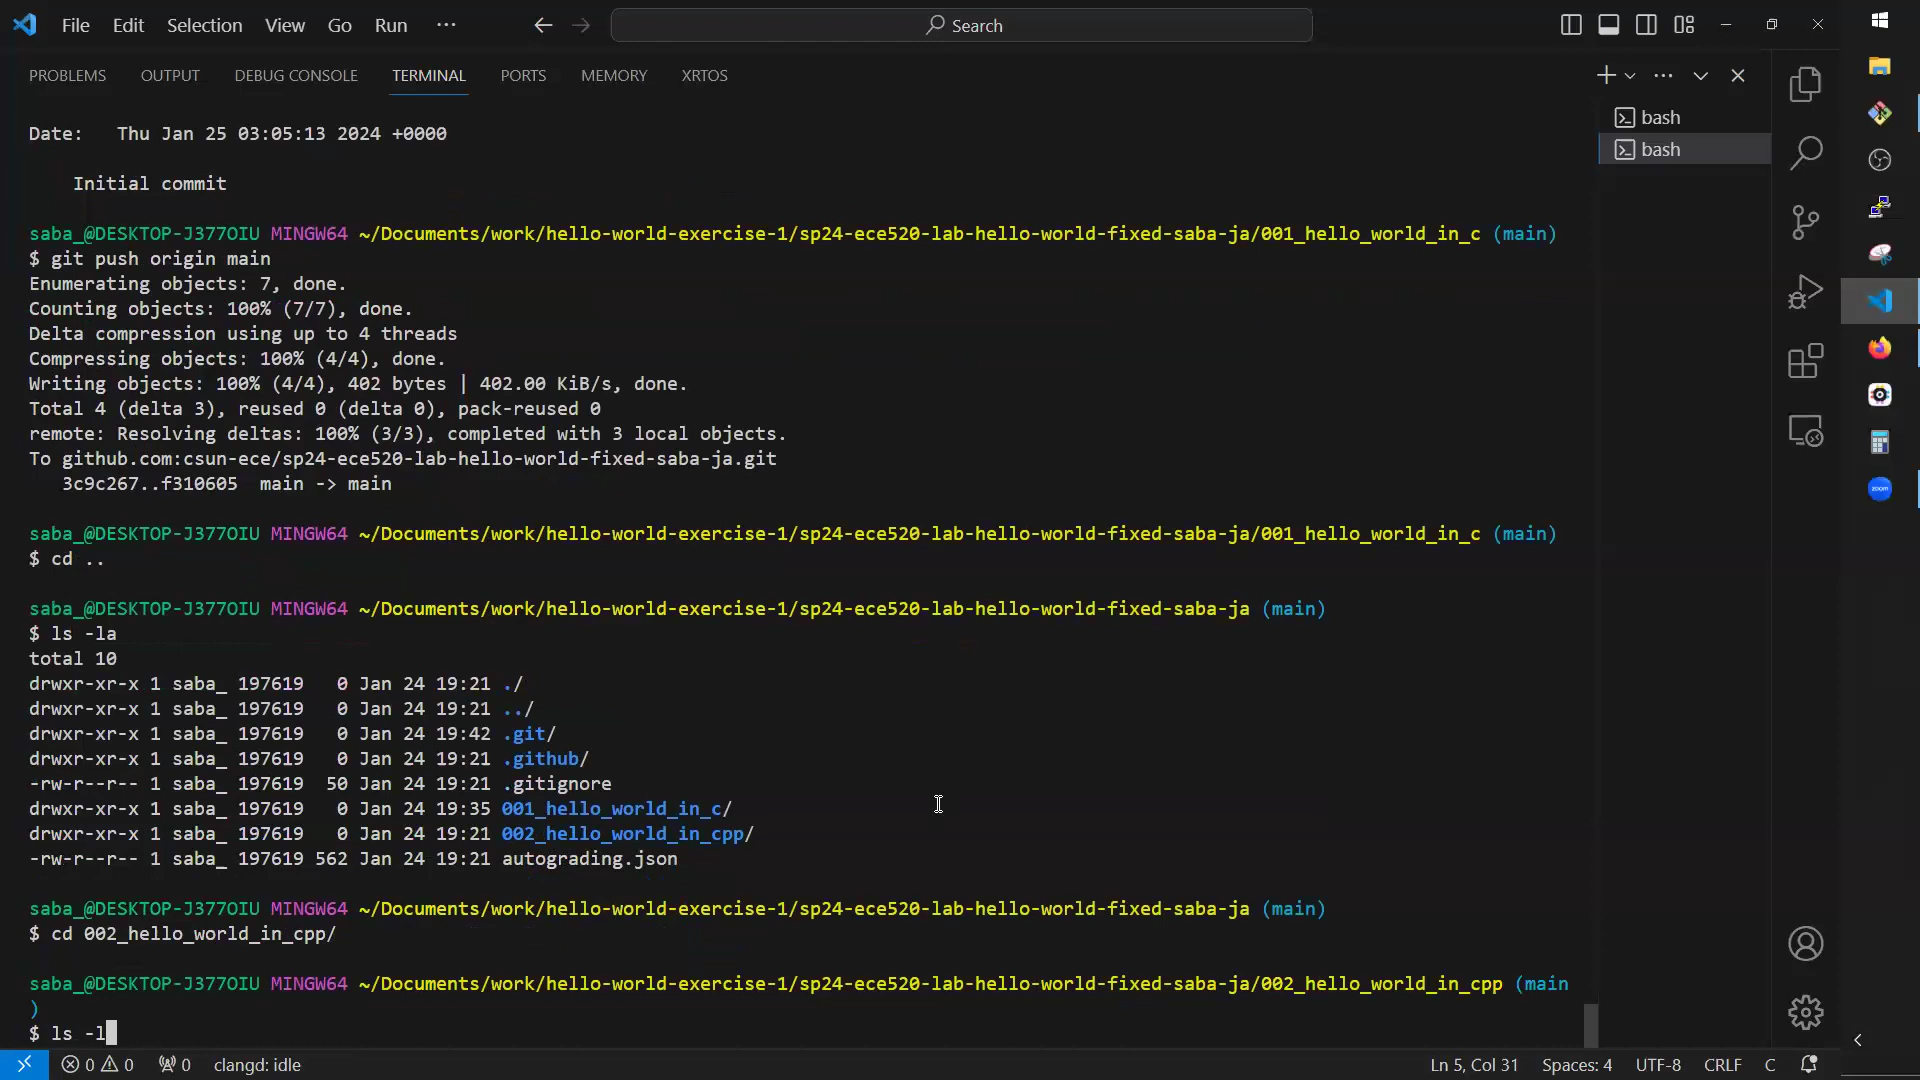 File Edit Selection View Go Run ··· Search
PROBLEMS OUTPUT DEBUG CONSOLE TERMINAL PORTS MEMORY XRTOS
bash
bash
Date:   Thu Jan 25 03:05:13 2024 +0000
    Initial commit
saba_@DESKTOP-J377OIU MINGW64 ~/Documents/work/hello-world-exercise-1/sp24-ece520-lab-hello-world-fixed-saba-ja/001_hello_world_in_c (main)
$ git push origin main
Enumerating objects: 7, done.
Counting objects: 100% (7/7), done.
Delta compression using up to 4 threads
Compressing objects: 100% (4/4), done.
Writing objects: 100% (4/4), 402 bytes | 402.00 KiB/s, done.
Total 4 (delta 3), reused 0 (delta 0), pack-reused 0
remote: Resolving deltas: 100% (3/3), completed with 3 local objects.
To github.com:csun-ece/sp24-ece520-lab-hello-world-fixed-saba-ja.git
   3c9c267..f310605  main -> main
saba_@DESKTOP-J377OIU MINGW64 ~/Documents/work/hello-world-exercise-1/sp24-ece520-lab-hello-world-fixed-saba-ja/001_hello_world_in_c (main)
$ cd ..
saba_@DESKTOP-J377OIU MINGW64 ~/Documents/work/hello-world-exercise-1/sp24-ece520-lab-hello-world-fixed-saba-ja (main)
$ ls -la
total 10
drwxr-xr-x 1 saba_ 197619   0 Jan 24 19:21 ./
drwxr-xr-x 1 saba_ 197619   0 Jan 24 19:21 ../
drwxr-xr-x 1 saba_ 197619   0 Jan 24 19:42 .git/
drwxr-xr-x 1 saba_ 197619   0 Jan 24 19:21 .github/
-rw-r--r-- 1 saba_ 197619  50 Jan 24 19:21 .gitignore
drwxr-xr-x 1 saba_ 197619   0 Jan 24 19:35 001_hello_world_in_c/
drwxr-xr-x 1 saba_ 197619   0 Jan 24 19:21 002_hello_world_in_cpp/
-rw-r--r-- 1 saba_ 197619 562 Jan 24 19:21 autograding.json
saba_@DESKTOP-J377OIU MINGW64 ~/Documents/work/hello-world-exercise-1/sp24-ece520-lab-hello-world-fixed-saba-ja (main)
$ cd 002_hello_world_in_cpp/
saba_@DESKTOP-J377OIU MINGW64 ~/Documents/work/hello-world-exercise-1/sp24-ece520-lab-hello-world-fixed-saba-ja/002_hello_world_in_cpp (main
)
$ ls -l
0 0 0 clangd: idle Ln 5, Col 31 Spaces: 4 UTF-8 CRLF C
zoom